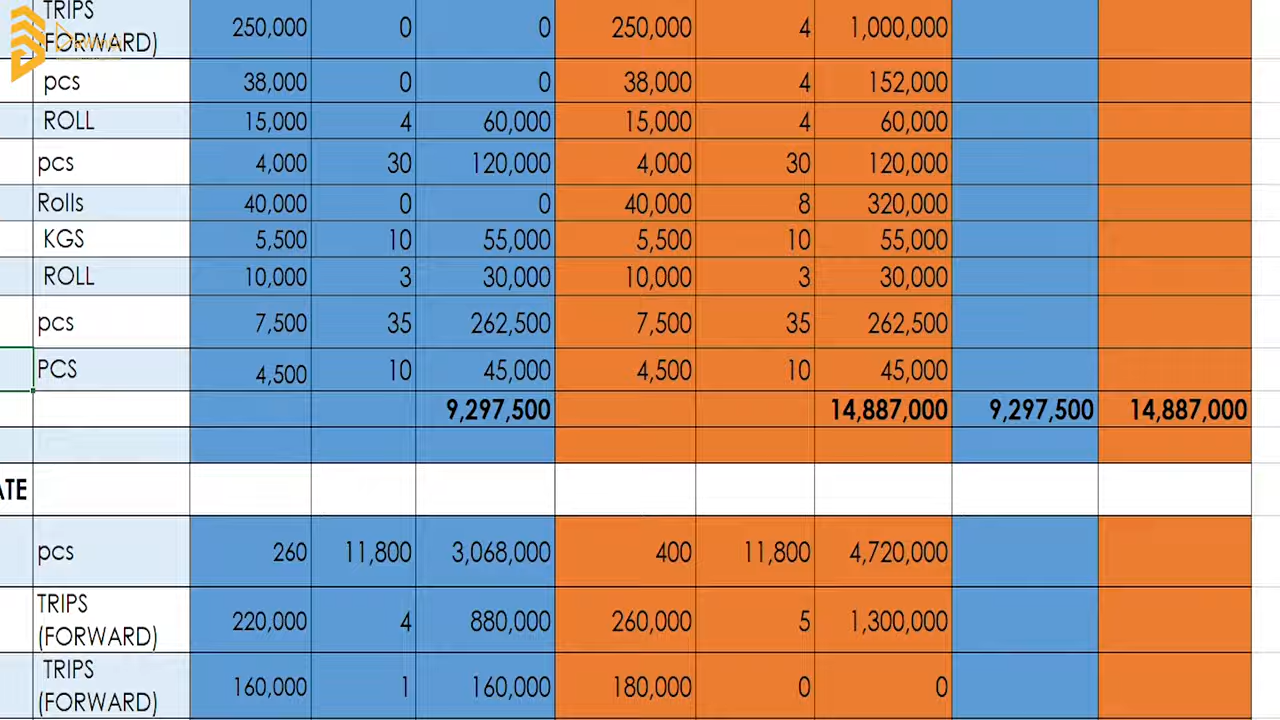 TRIPS
(FORWARD) 250,000 0 0 250,000 4 1,000,000
pcs 38,000 0 0 38,000 4 152,000
ROLL 15,000 4 60,000 15,000 4 60,000
pcs 4,000 30 120,000 4,000 30 120,000
Rolls 40,000 0 0 40,000 8 320,000
KGS 5,500 10 55,000 5,500 10 55,000
ROLL 10,000 3 30,000 10,000 3 30,000
pcs 7,500 35 262,500 7,500 35 262,500
PCS 4,500 10 45,000 4,500 10 45,000
9,297,500 14,887,000 9,297,500 14,887,000
ATE
pcs 260 11,800 3,068,000 400 11,800 4,720,000
TRIPS
(FORWARD) 220,000 4 880,000 260,000 5 1,300,000
TRIPS
(FORWARD) 160,000 1 160,000 180,000 0 0